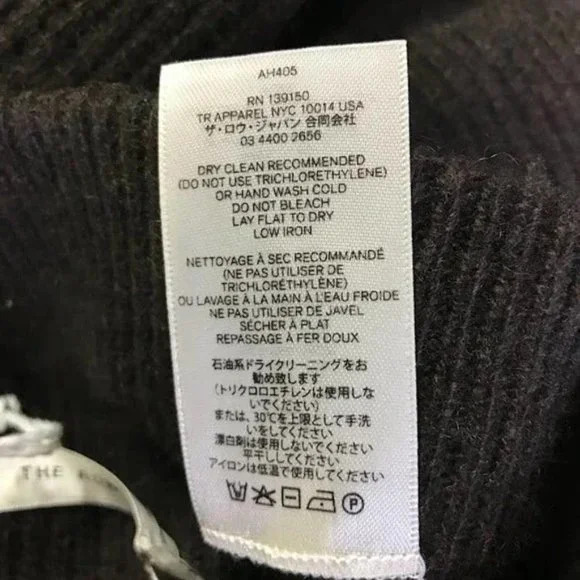 AH405
RN 139150
TR APPAREL NYC 10014 USA
ザ・ロウ・ジャパン 合同会社
03 4400 2656
DRY CLEAN RECOMMENDED
(DO NOT USE TRICHLORETHYLENE)
OR HAND WASH COLD
DO NOT BLEACH
LAY FLAT TO DRY
LOW IRON
NETTOYAGE À SEC RECOMMANDÉ
(NE PAS UTILISER DE
TRICHLORÉTHYLÈNE)
OU LAVAGE À LA MAIN À L'EAU FROIDE
NE PAS UTILISER DE JAVEL
SÉCHER À PLAT
REPASSAGE À FER DOUX
石油系ドライクリーニングをお
勧め致します
(トリクロロエチレンは使用しな
いでください)
または、30℃を上限として手洗
いをしてください
漂白剤は使用しないでください
平干ししてください
アイロンは低温で使用してください
P
THE